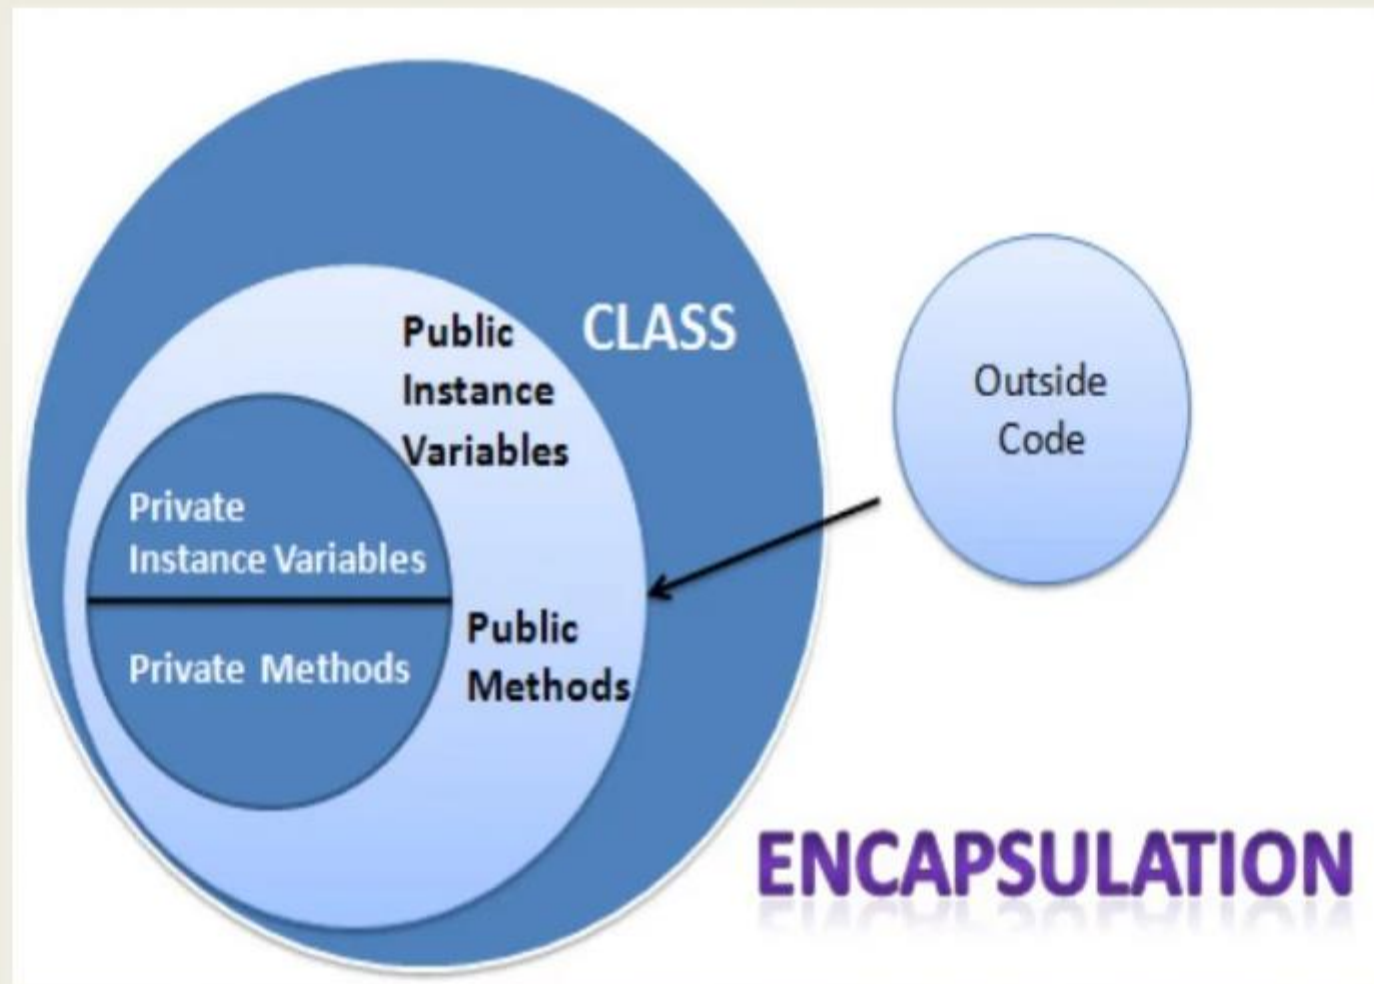 CLASS
Public
Instance
Variables
Private
Instance Variables
Private Methods
Public
Methods
Outside
Code
ENCAPSULATION